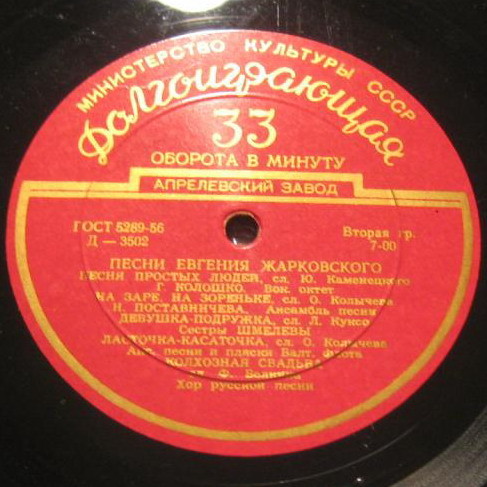 МИНИСТЕРСТВО КУЛЬТУРЫ СССР
Долгоиграющая
33
ОБОРОТА В МИНУТУ
АПРЕЛЕВСКИЙ ЗАВОД
ГОСТ 5289-56
Д — 3502
Вторая гр.
7-00
ПЕСНИ ЕВГЕНИЯ ЖАРКОВСКОГО
ПЕСНИ ПРОСТЫХ ЛЮДЕЙ, сл. Ю. Каменецкого
Г. КОЛОШКО. Вок. октет
НА ЗАРЕ, НА ЗОРЕНЬКЕ, сл. О. Колычева
Н. ПОСТАВНИЧЕВА. Ансамбль песни
ДЕВУШКА-ПОДРУЖКА, сл. Л. Куксо
Сестры ШМЕЛЕВЫ
ЛАСТОЧКА-КАСАТОЧКА, сл. О. Колычева
Анс. песни и пляски Балт. флота
КОЛХОЗНАЯ СВАДЬБА
сл. Ф.
Хор русской песни